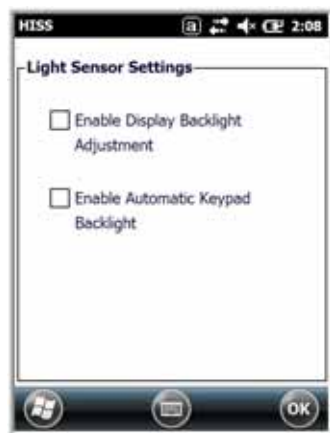 HISS
a
2:08
Light Sensor Settings
Enable Display Backlight
Adjustment
Enable Automatic Keypad
Backlight
OK